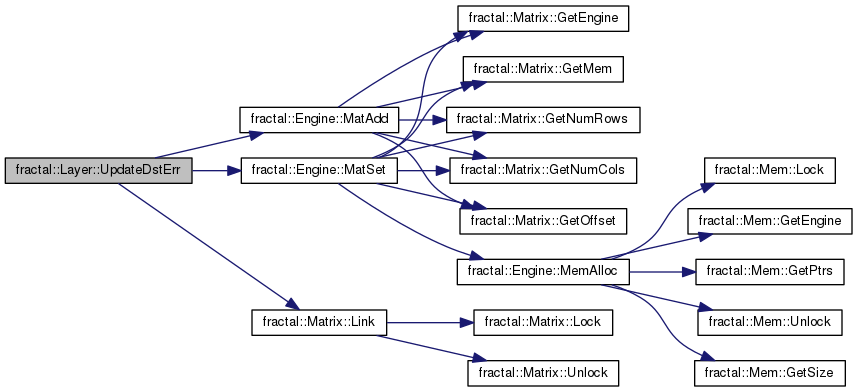 fractal::Layer::UpdateDstErr
fractal::Engine::MatAdd
fractal::Engine::MatSet
fractal::Matrix::Link
fractal::Matrix::GetEngine
fractal::Matrix::GetMem
fractal::Matrix::GetNumRows
fractal::Matrix::GetNumCols
fractal::Matrix::GetOffset
fractal::Engine::MemAlloc
fractal::Matrix::Lock
fractal::Matrix::Unlock
fractal::Mem::Lock
fractal::Mem::GetEngine
fractal::Mem::GetPtrs
fractal::Mem::Unlock
fractal::Mem::GetSize